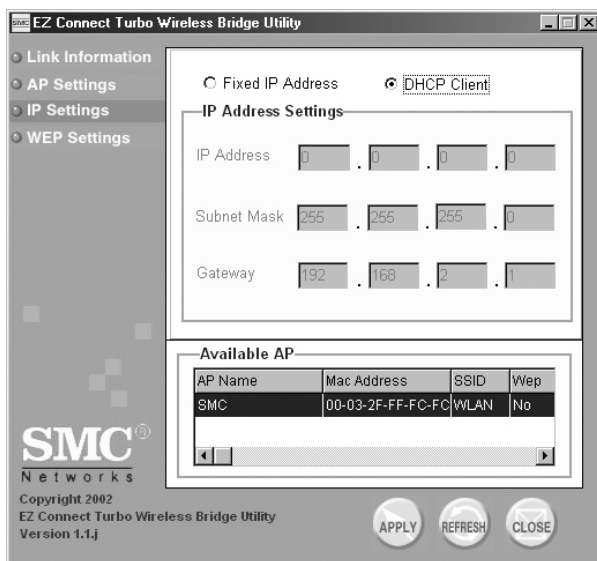 SMC EZ Connect Turbo Wireless Bridge Utility
Link Information
AP Settings
IP Settings
WEP Settings
Fixed IP Address DHCP Client
IP Address Settings
IP Address 0 . 0 . 0 . 0
Subnet Mask 255 . 255 . 255 . 0
Gateway 192 . 168 . 2 . 1
Available AP
AP Name Mac Address SSID Wep
SMC 00-03-2F-FF-FC-FC WLAN No
SMC®
Networks
Copyright 2002
EZ Connect Turbo Wireless Bridge Utility
Version 1.1.j
APPLY REFRESH CLOSE